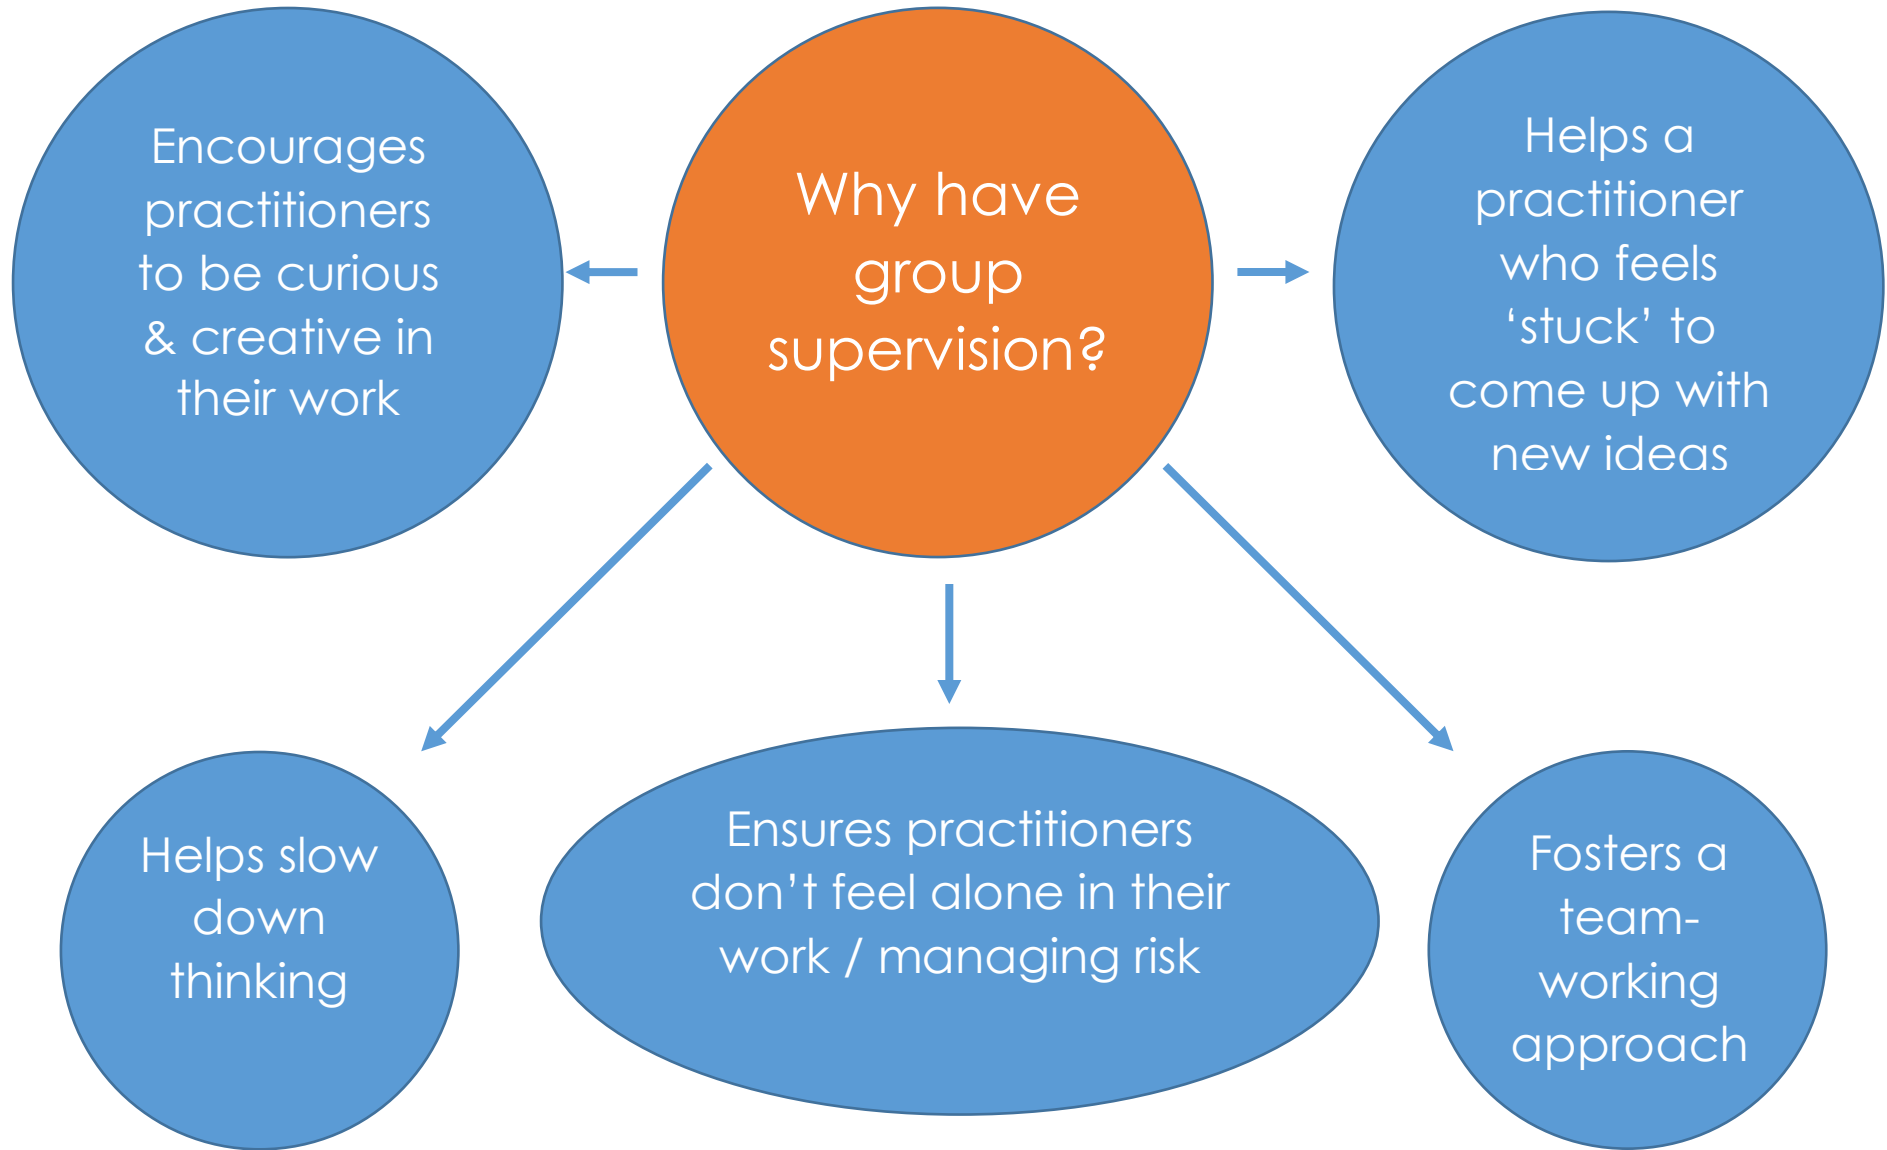 Encourages
practitioners
to be curious
& creative in
their work
Why have
group
supervision?
Helps a
practitioner
who feels
‘stuck’ to
come up with
new ideas
Helps slow
down
thinking
Ensures practitioners
don’t feel alone in their
work / managing risk
Fosters a
team-
working
approach